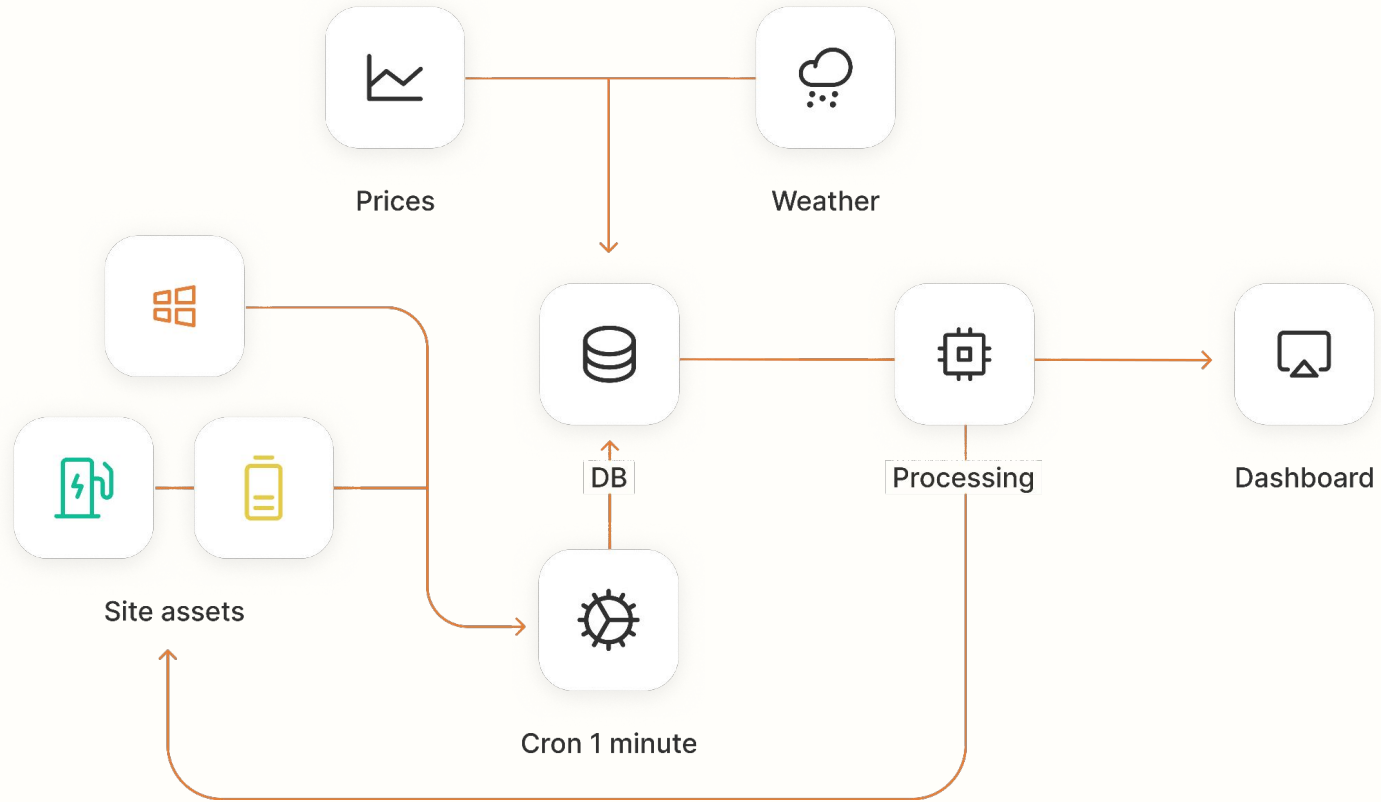 Prices
Weather
DB
Processing
Dashboard
Site assets
Cron 1 minute